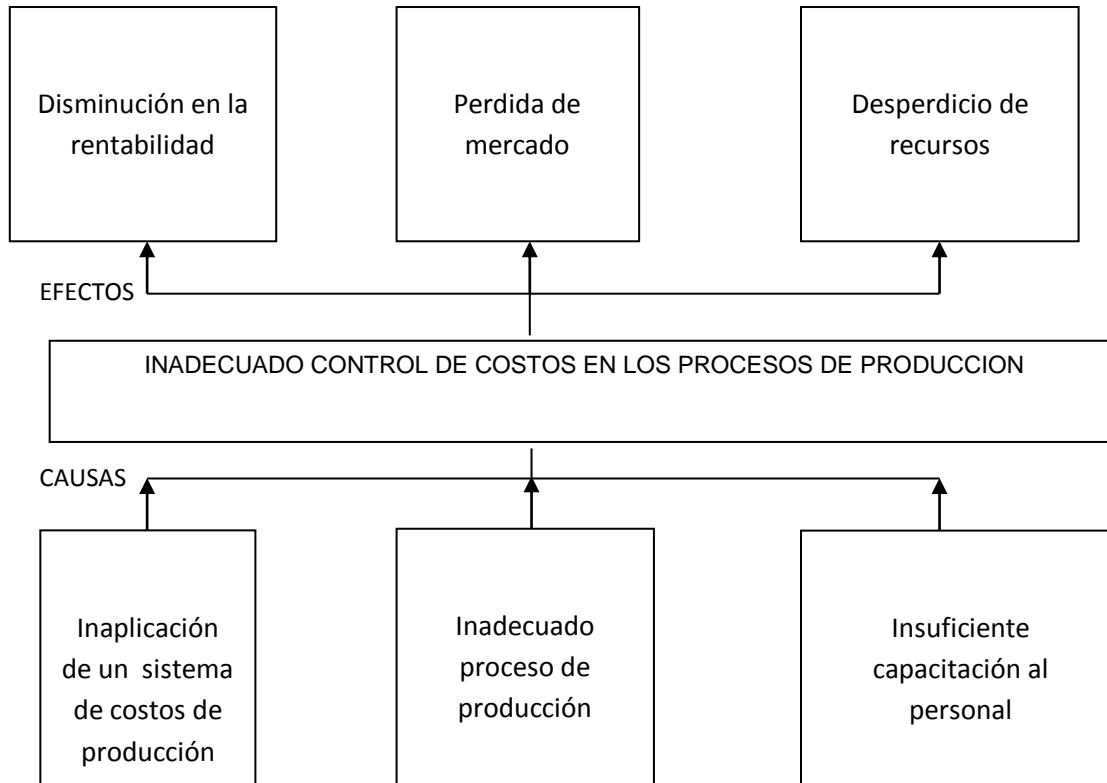 Disminución en la
rentabilidad
Perdida de
mercado
Desperdicio de
recursos
EFECTOS
INADECUADO CONTROL DE COSTOS EN LOS PROCESOS DE PRODUCCION
CAUSAS
Inaplicación
de un sistema
de costos de
producción
Inadecuado
proceso de
producción
Insuficiente
capacitación al
personal